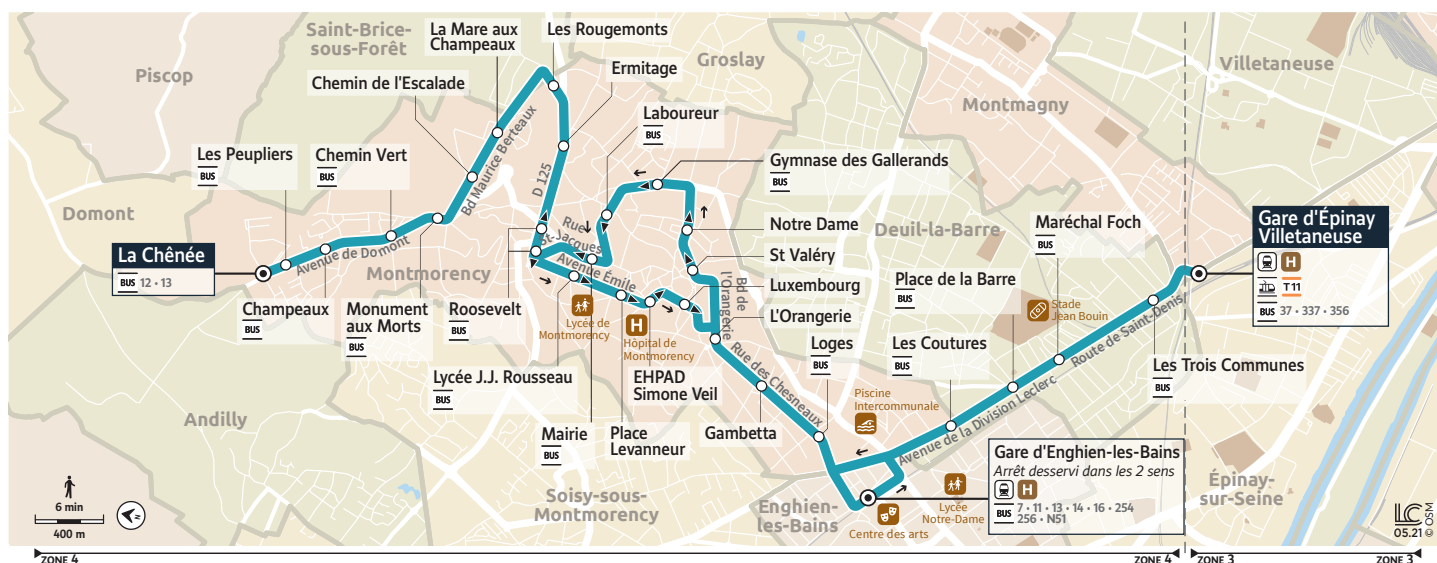 Saint-Brice-
sous-Forêt
La Mare aux
Champeaux
Les Rougemonts
Piscop
Groslay
Villetaneuse
Chemin de l'Escalade
Ermitage
Montmagny
Laboureur
BUS
Les Peupliers
BUS
Chemin Vert
BUS
Bd Maurice Berteaux
D 125
Gymnase des Gallerands
BUS
Domont
Rue
St-Jacques
Notre Dame
Deuil-la-Barre
Maréchal Foch
BUS
Gare d'Épinay
Villetaneuse
H
T11
BUS 37 • 337 • 356
La Chênée
BUS 12 • 13
Avenue de Domont
Montmorency
Avenue Émile
St Valéry
Bd de
l'Orangerie
Luxembourg
Place de la Barre
BUS
Stade
Jean Bouin
Champeaux
BUS
Monument
aux Morts
BUS
Roosevelt
BUS
Lycée de
Montmorency
H
Hôpital de
Montmorency
L'Orangerie
Loges
BUS
Les Coutures
BUS
Route de Saint-Denis
Les Trois Communes
BUS
Lycée J.J. Rousseau
BUS
EHPAD
Simone Veil
Rue des Chesneaux
Piscine
Intercommunale
Avenue de la Division Leclerc
Andilly
Mairie
BUS
Place
Levanneur
Gambetta
Gare d'Enghien-les-Bains
Arrêt desservi dans les 2 sens
H
BUS 7 • 11 • 13 • 14 • 16 • 254
256 • N51
Soisy-sous-
Montmorency
Enghien-
les-Bains
Lycée
Notre-Dame
Centre des arts
Épinay-
sur-Seine
6 min
400 m
LC
05.21 © OSM
ZONE 4
ZONE 4
ZONE 3
ZONE 3